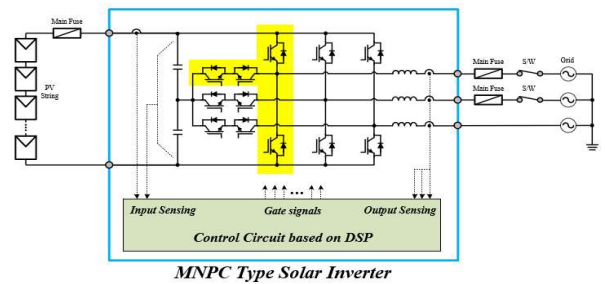 Main Fuse
PV
String
Main Fuse
S/W
Grid
Main Fuse
S/W
Input Sensing
Gate signals
Output Sensing
Control Circuit based on DSP
MNPC Type Solar Inverter